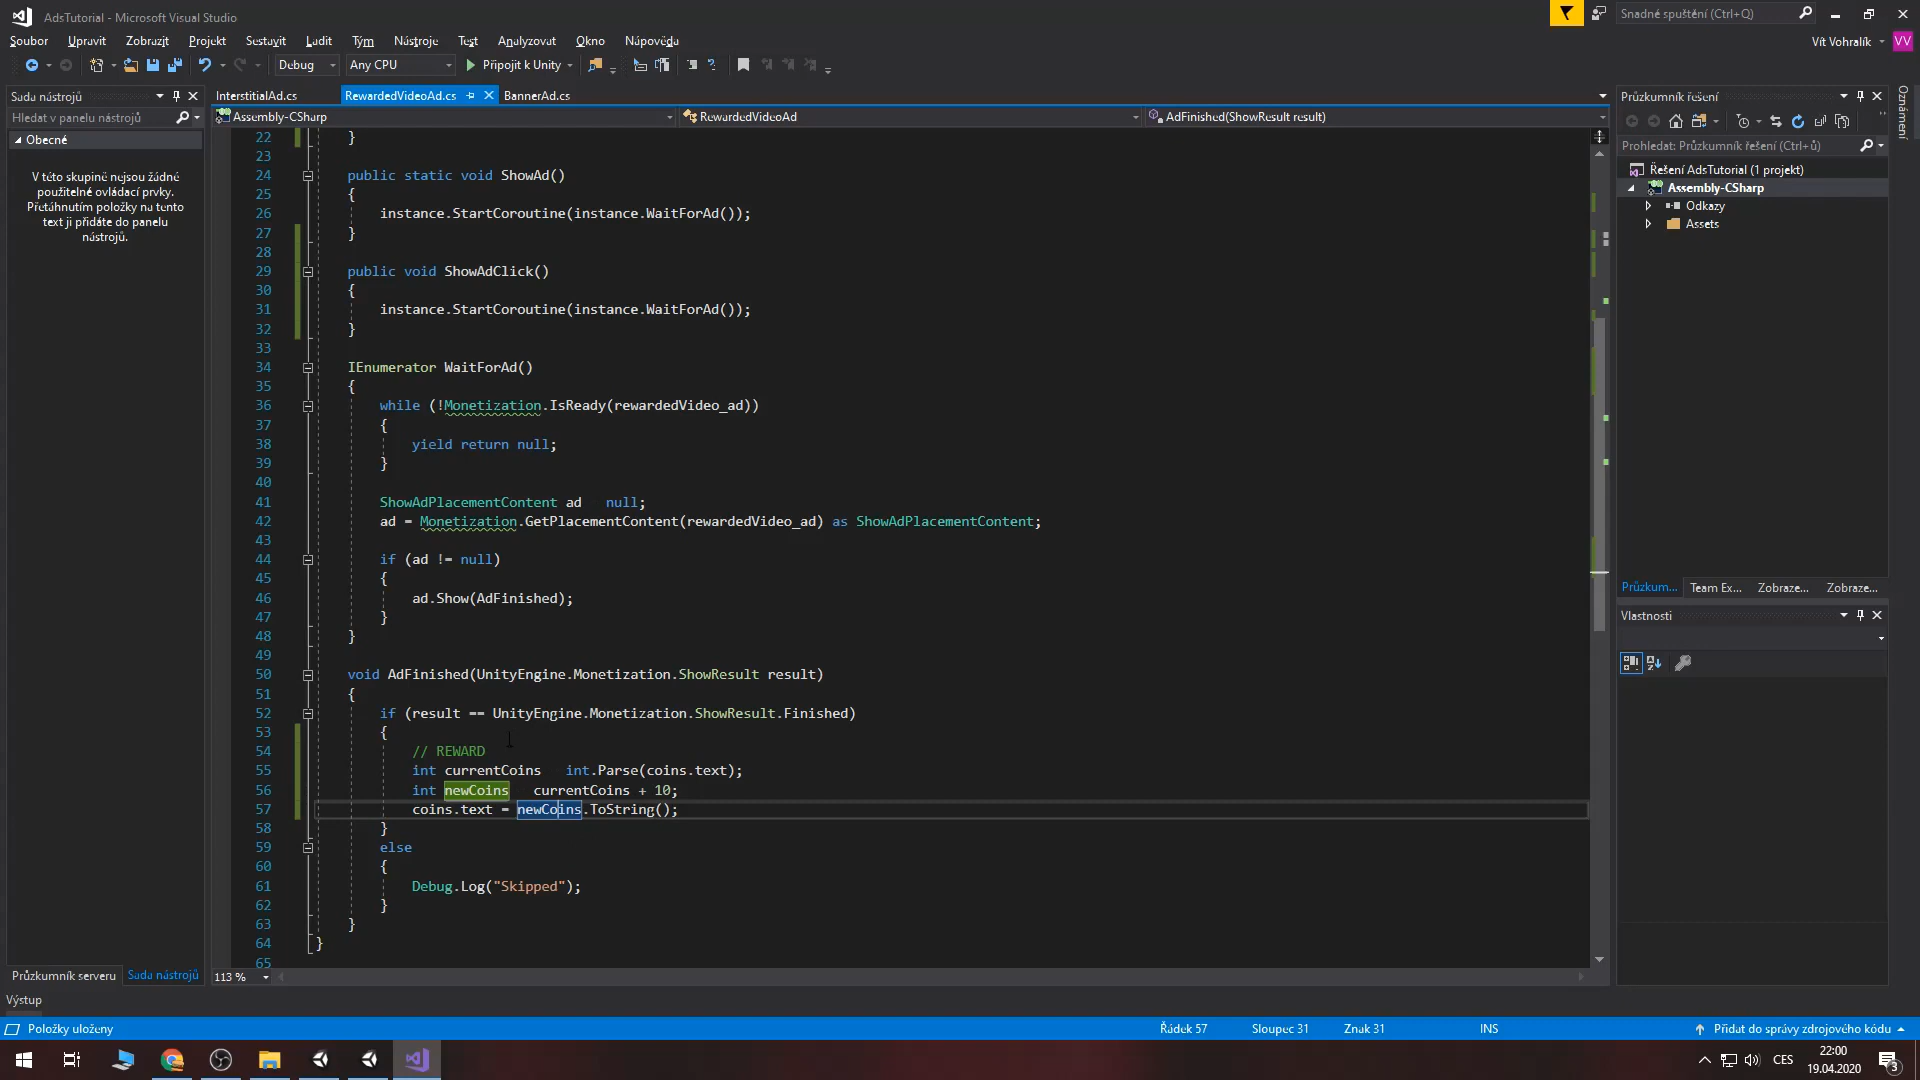 AdsTutorial - Microsoft Visual Studio
Snadné spuštění (Ctrl+Q)
Soubor Upravit Zobrazit Projekt Sestavit Ladit Tým Nástroje Test Analyzovat Okno Nápověda
Vít Vohralík VV
Debug Any CPU Připojit k Unity
Sada nástrojů
InterstitialAd.cs RewardedVideoAd.cs BannerAd.cs
Průzkumník řešení
Oznámení
Hledat v panelu nástrojů
Assembly-CSharp RewardedVideoAd AdFinished(ShowResult result)
Obecné
V této skupině nejsou žádné
použitelné ovládací prvky.
Přetáhnutím položky na tento
text ji přidáte do panelu
nástrojů.
Prohledat: Průzkumník řešení (Ctrl+ů)
Řešení AdsTutorial (1 projekt)
Assembly-CSharp
Odkazy
Assets
22 }
23
24 public static void ShowAd()
25 {
26 instance.StartCoroutine(instance.WaitForAd());
27 }
28
29 public void ShowAdClick()
30 {
31 instance.StartCoroutine(instance.WaitForAd());
32 }
33
34 IEnumerator WaitForAd()
35 {
36 while (!Monetization.IsReady(rewardedVideo_ad))
37 {
38 yield return null;
39 }
40
41 ShowAdPlacementContent ad null;
42 ad = Monetization.GetPlacementContent(rewardedVideo_ad) as ShowAdPlacementContent;
43
44 if (ad != null)
45 {
46 ad.Show(AdFinished);
47 }
48 }
49
50 void AdFinished(UnityEngine.Monetization.ShowResult result)
51 {
52 if (result == UnityEngine.Monetization.ShowResult.Finished)
53 {
54 // REWARD
55 int currentCoins int.Parse(coins.text);
56 int newCoins currentCoins + 10;
57 coins.text = newCoins.ToString();
58 }
59 else
60 {
61 Debug.Log("Skipped");
62 }
63 }
64 }
65
Průzkum... Team Ex... Zobraze... Zobraze...
Vlastnosti
Průzkumník serveru Sada nástrojů
113 %
Výstup
Položky uloženy
Řádek 57 Sloupec 31 Znak 31 INS
Přidat do správy zdrojového kódu
CES
22:00
19.04.2020
3